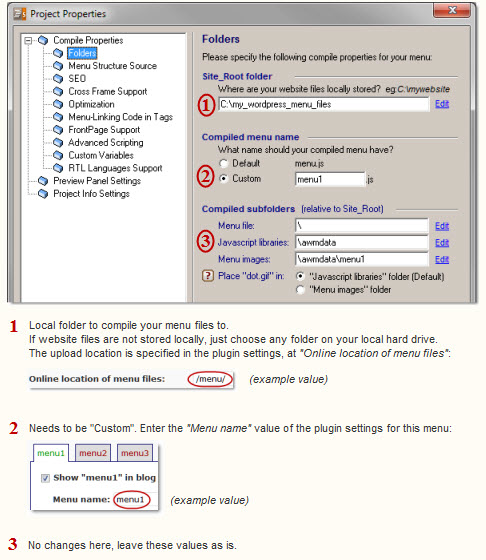 Project Properties
Compile Properties
Folders
Menu Structure Source
SEO
Cross Frame Support
Optimization
Menu-Linking Code in Tags
FrontPage Support
Advanced Scripting
Custom Variables
RTL Languages Support
Preview Panel Settings
Project Info Settings
Folders
Please specify the following compile properties for your menu:
Site_Root folder
Where are your website files locally stored? eg:C:\mywebsite
1 C:\my_wordpress_menu_files Edit
Compiled menu name
What name should your compiled menu have?
Default menu.js
2 Custom menu1 .js
Compiled subfolders (relative to Site_Root)
Menu file: \ Edit
3 Javascript libraries: \awmdata Edit
Menu images: \awmdata\menu1 Edit
? Place "dot.gif" in: "Javascript libraries" folder (Default)
"Menu images" folder
1 Local folder to compile your menu files to.
If website files are not stored locally, just choose any folder on your local hard drive.
The upload location is specified in the plugin settings, at "Online location of menu files":
Online location of menu files: /menu/ (example value)
2 Needs to be "Custom". Enter the "Menu name" value of the plugin settings for this menu:
menu1 menu2 menu3
Show "menu1" in blog
Menu name: menu1 (example value)
3 No changes here, leave these values as is.